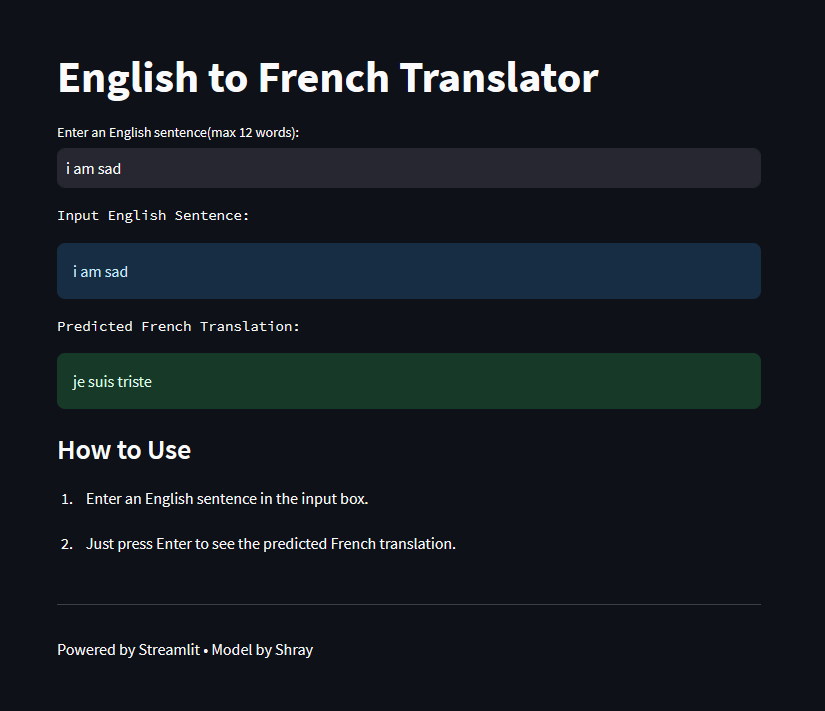 English to French Translator
Enter an English sentence(max 12 words):
i am sad
Input English Sentence:
i am sad
Predicted French Translation:
je suis triste
How to Use
1. Enter an English sentence in the input box.
2. Just press Enter to see the predicted French translation.
Powered by Streamlit • Model by Shray